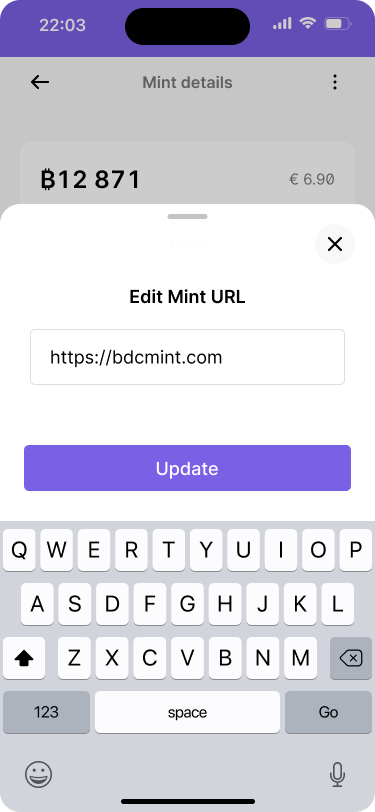 22:03
Mint details
₿12 871
€ 6.90
Edit Mint URL
https://bdcmint.com
Update
Q W E R T Y U I O P
A S D F G H J K L
Z X C V B N M
123 space Go